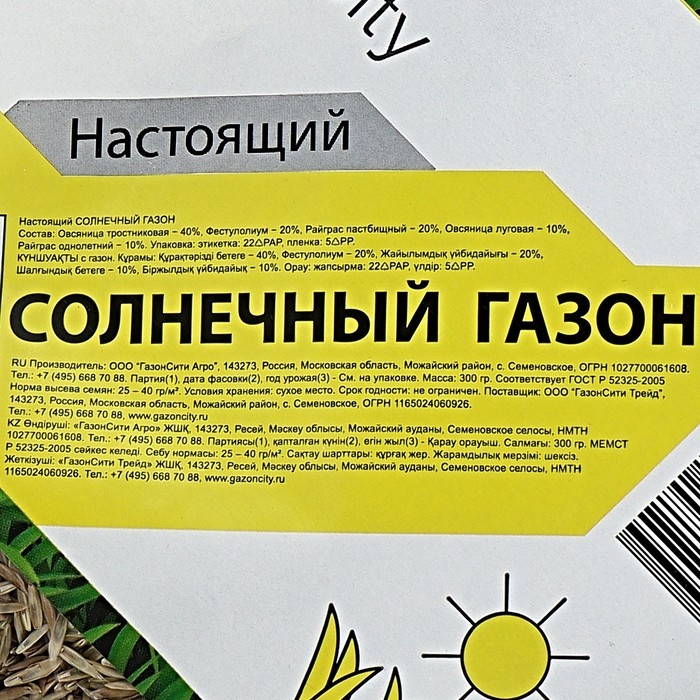 ity
Настоящий
Настоящий СОЛНЕЧНЫЙ ГАЗОН
Состав: Овсяница тростниковая – 40%, Фестулолиум – 20%, Райграс пастбищный – 20%, Овсяница луговая – 10%,
Райграс однолетний – 10%. Упаковка: этикетка: 22△PAP, пленка: 5△PP.
КҮНШУАҚТЫ с газон. Құрамы: Құрақтәрізді бетеге – 40%, Фестулолиум – 20%, Жайылымдық үйбидайығы – 20%,
Шалғындық бетеге – 10%, Біржылдық үйбидайық – 10%. Орау: жапсырма: 22△PAP, үлдір: 5△PP.
СОЛНЕЧНЫЙ ГАЗОН
RU Производитель: ООО "ГазонСити Агро", 143273, Россия, Московская область, Можайский район, с. Семеновское, ОГРН 1027700061608.
Тел.: +7 (495) 668 70 88. Партия(1), дата фасовки(2), год урожая(3) - См. на упаковке. Масса: 300 гр. Соответствует ГОСТ Р 52325-2005
Норма высева семян: 25 – 40 гр/м². Условия хранения: сухое место. Срок годности: не ограничен. Поставщик: ООО "ГазонСити Трейд",
143273, Россия, Московская область, Можайский район, с. Семеновское, ОГРН 1165024060926.
Тел.: +7 (495) 668 70 88, www.gazoncity.ru
KZ Өндіруші: «ГазонСити Агро» ЖШҚ, 143273, Ресей, Мәскеу облысы, Можайский ауданы, Семеновское селосы, НМТН
1027700061608. Тел.: +7 (495) 668 70 88. Партиясы(1), қапталған күнін(2), егін жыл(3) - Қарау орауыш. Салмағы: 300 гр. МЕМСТ
Р 52325-2005 сәйкес келеді. Себу нормасы: 25 – 40 гр/м². Сақтау шарттары: құрғақ жер. Жарамдылық мерзімі: шексіз.
Жеткізуші: «ГазонСити Трейд» ЖШҚ, 143273, Ресей, Мәскеу облысы, Можайский ауданы, Семеновское селосы, НМТН
1165024060926. Тел.: +7 (495) 668 70 88, www.gazoncity.ru